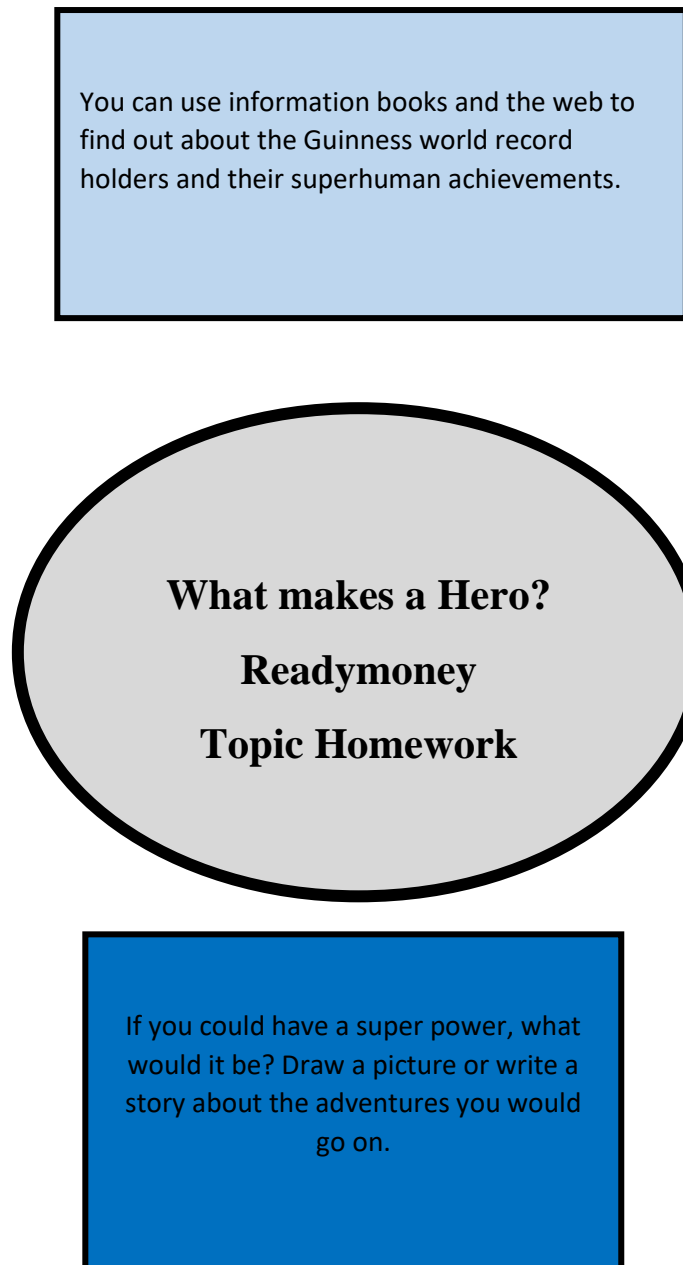 You can use information books and the web to
find out about the Guinness world record
holders and their superhuman achievements.
What makes a Hero?
Readymoney
Topic Homework
If you could have a super power, what
would it be? Draw a picture or write a
story about the adventures you would
go on.